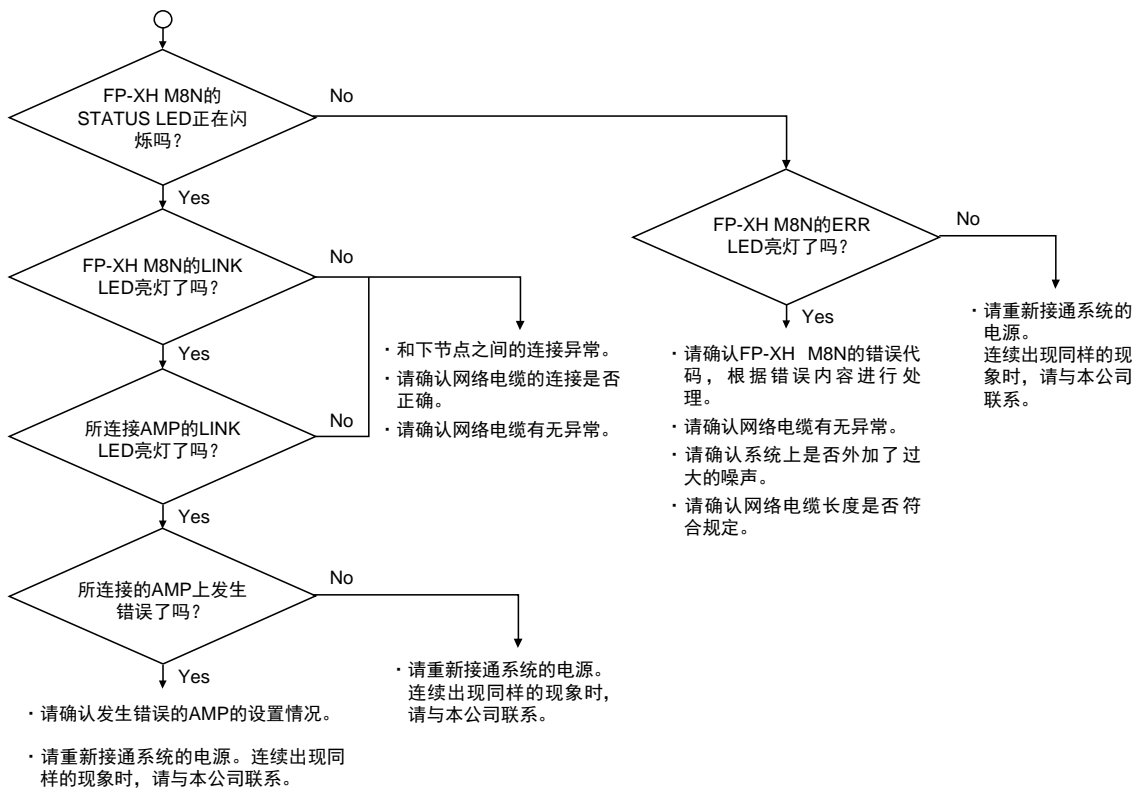 FP-XH M8N的
STATUS LED正在闪
烁吗?
No
Yes
FP-XH M8N的ERR
LED亮灯了吗?
No
Yes
・请重新接通系统的
电源。
连续出现同样的现
象时，请与本公司
联系。
・请确认FP-XH M8N的错误代
码，根据错误内容进行处
理。
・请确认网络电缆有无异常。
・请确认系统上是否外加了过
大的噪声。
・请确认网络电缆长度是否符
合规定。
FP-XH M8N的LINK
LED亮灯了吗?
No
Yes
・和下节点之间的连接异常。
・请确认网络电缆的连接是否
正确。
・请确认网络电缆有无异常。
所连接AMP的LINK
LED亮灯了吗?
No
Yes
所连接的AMP上发生
错误了吗?
No
Yes
・请重新接通系统的电源。
连续出现同样的现象时，
请与本公司联系。
・请确认发生错误的AMP的设置情况。
・请重新接通系统的电源。连续出现同
样的现象时，请与本公司联系。